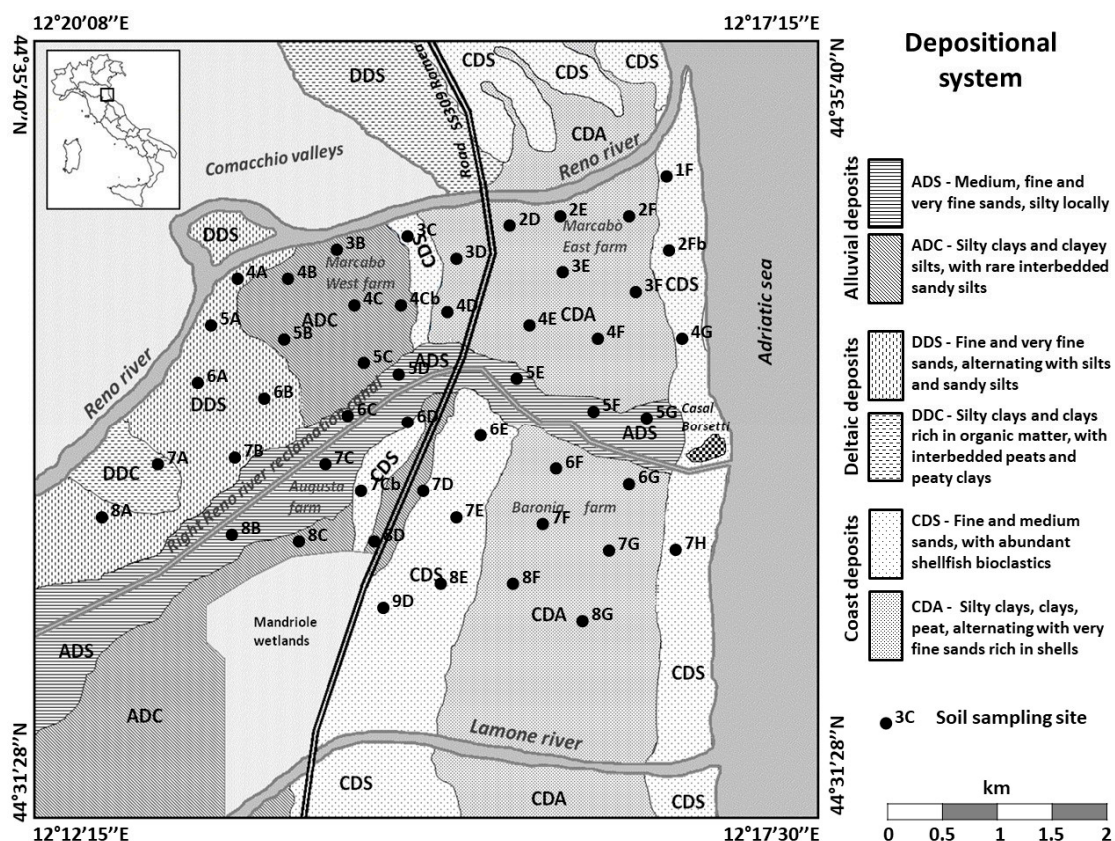 12°20'08''E
12°17'15''E
44°35'40''N
44°35'40''N
Depositional
system
DDS
CDS
CDS
CDS
Road SS309 Romea
Comacchio valleys
CDA
Reno river
1F
DDS
3C
CDS
2D
2E
2F
Marcabo
East farm
3B
Marcabo
West farm
3D
3E
2Fb
4A
4B
4C
4Cb
4D
3F
CDS
ADC
CDA
4E
4F
4G
5A
5B
5C
ADS
5D
5E
Adriatic sea
Reno river
6A
6B
DDS
6C
6D
5F
5G
Casal
Borsetti
ADS
6E
Right Reno river reclamation canal
7A
DDC
7B
7C
CDS
7Cb
7D
Augusta
farm
6F
6G
Baronia farm
7E
7F
8A
8B
8C
8D
7G
7H
CDS
8E
8F
9D
CDA
8G
Mandriole
wetlands
ADS
ADC
CDS
Lamone river
CDS
CDA
CDS
44°31'28''N
44°31'28''N
12°12'15''E
12°17'30''E
Alluvial deposits
ADS - Medium, fine and
very fine sands, silty locally
ADC - Silty clays and clayey
silts, with rare interbedded
sandy silts
Deltaic deposits
DDS - Fine and very fine
sands, alternating with silts
and sandy silts
DDC - Silty clays and clays
rich in organic matter, with
interbedded peats and
peaty clays
Coast deposits
CDS - Fine and medium
sands, with abundant
shellfish bioclastics
CDA - Silty clays, clays,
peat, alternating with very
fine sands rich in shells
3C Soil sampling site
km
0 0.5 1 1.5 2